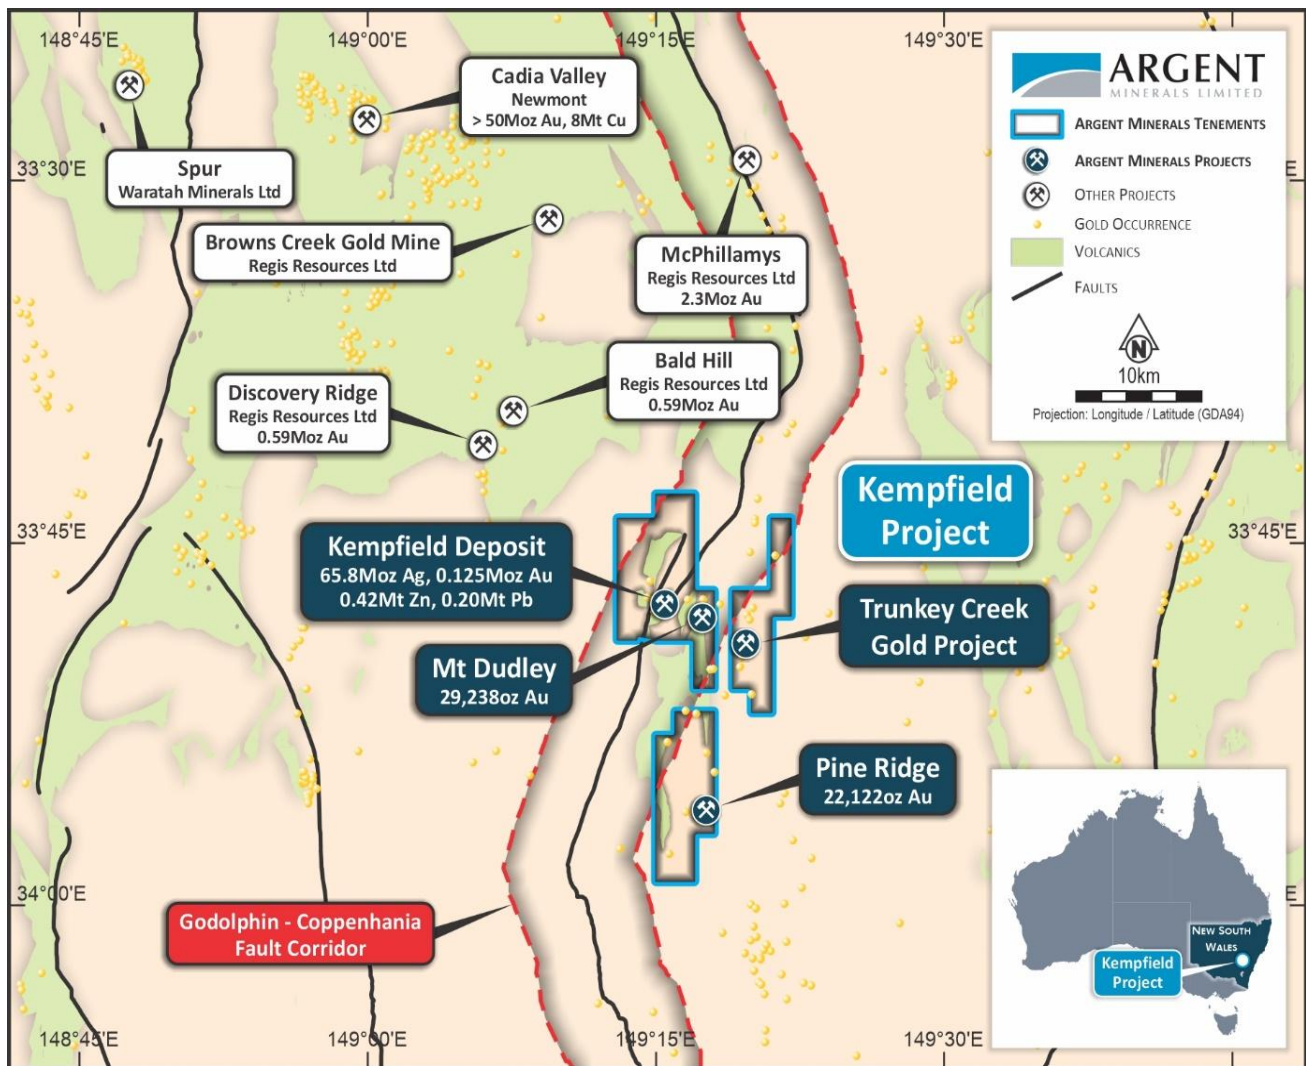 148°45'E
149°00'E
149°15'E
149°30'E
ARGENT
MINERALS LIMITED
ARGENT MINERALS TENEMENTS
ARGENT MINERALS PROJECTS
OTHER PROJECTS
GOLD OCCURRENCE
VOLCANICS
FAULTS
N
10km
Projection: Longitude / Latitude (GDA94)
Cadia Valley
Newmont
> 50Moz Au, 8Mt Cu
Spur
Waratah Minerals Ltd
33°30'E
E
Browns Creek Gold Mine
Regis Resources Ltd
McPhillamys
Regis Resources Ltd
2.3Moz Au
Bald Hill
Regis Resources Ltd
0.59Moz Au
Discovery Ridge
Regis Resources Ltd
0.59Moz Au
Kempfield
Project
33°45'E
33°45'E
Kempfield Deposit
65.8Moz Ag, 0.125Moz Au
0.42Mt Zn, 0.20Mt Pb
Trunkey Creek
Gold Project
Mt Dudley
29,238oz Au
Pine Ridge
22,122oz Au
34°00'E
Godolphin - Coppenhania
Fault Corridor
NEW SOUTH
WALES
Kempfield
Project
148°45'E
149°00'E
149°15'E
149°30'E